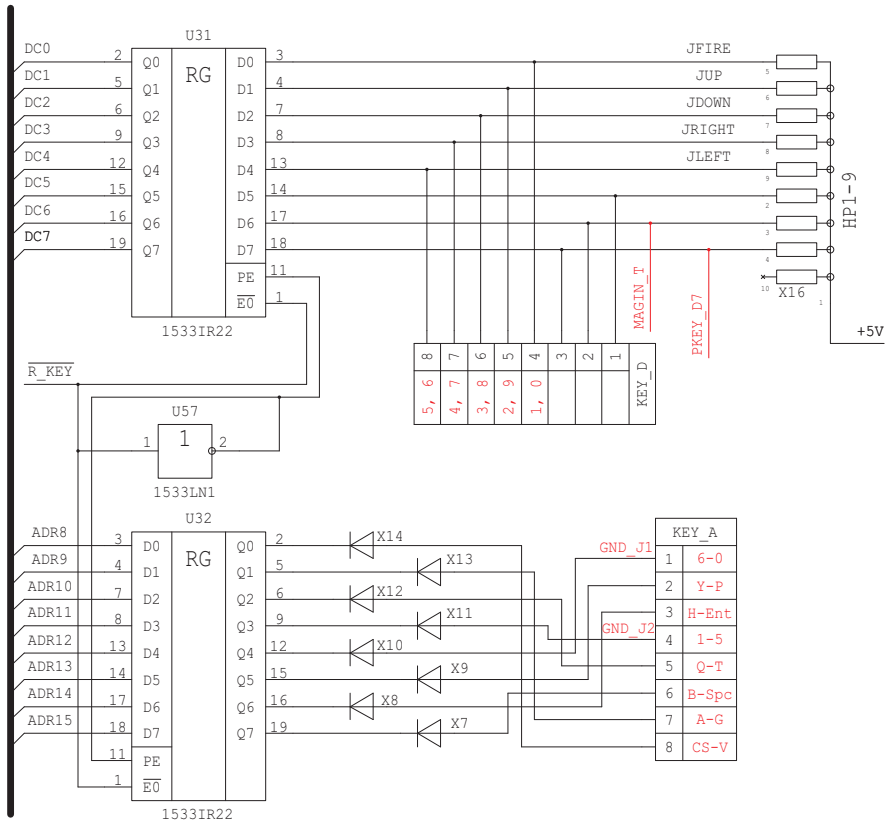 U31
DC0 2 Q0 RG D0 3 JFIRE 5
DC1 5 Q1 D1 4 JUP 6
DC2 6 Q2 D2 7 JDOWN 7
DC3 9 Q3 D3 8 JRIGHT 8
DC4 12 Q4 D4 13 JLEFT 9
DC5 15 Q5 D5 14 2
DC6 16 Q6 D6 17 3
DC7 19 Q7 D7 18 4
PE 11
E0 1
10 X16 1
HP1-9
+5V
1533IR22
MAGIN_T
PKEY_D7
R_KEY
8 7 6 5 4 3 2 1 KEY_D
5, 6 4, 7 3, 8 2, 9 1, 0
U57
1 1 2
1533LN1
U32
ADR8 3 D0 RG Q0 2 X14
ADR9 4 D1 Q1 5 X13
ADR10 7 D2 Q2 6 X12
ADR11 8 D3 Q3 9 X11
ADR12 13 D4 Q4 12 X10
ADR13 14 D5 Q5 15 X9
ADR14 17 D6 Q6 16 X8
ADR15 18 D7 Q7 19 X7
11 PE
1 E0
1533IR22
KEY_A
GND_J1 1 6-0
2 Y-P
3 H-Ent
GND_J2 4 1-5
5 Q-T
6 B-Spc
7 A-G
8 CS-V